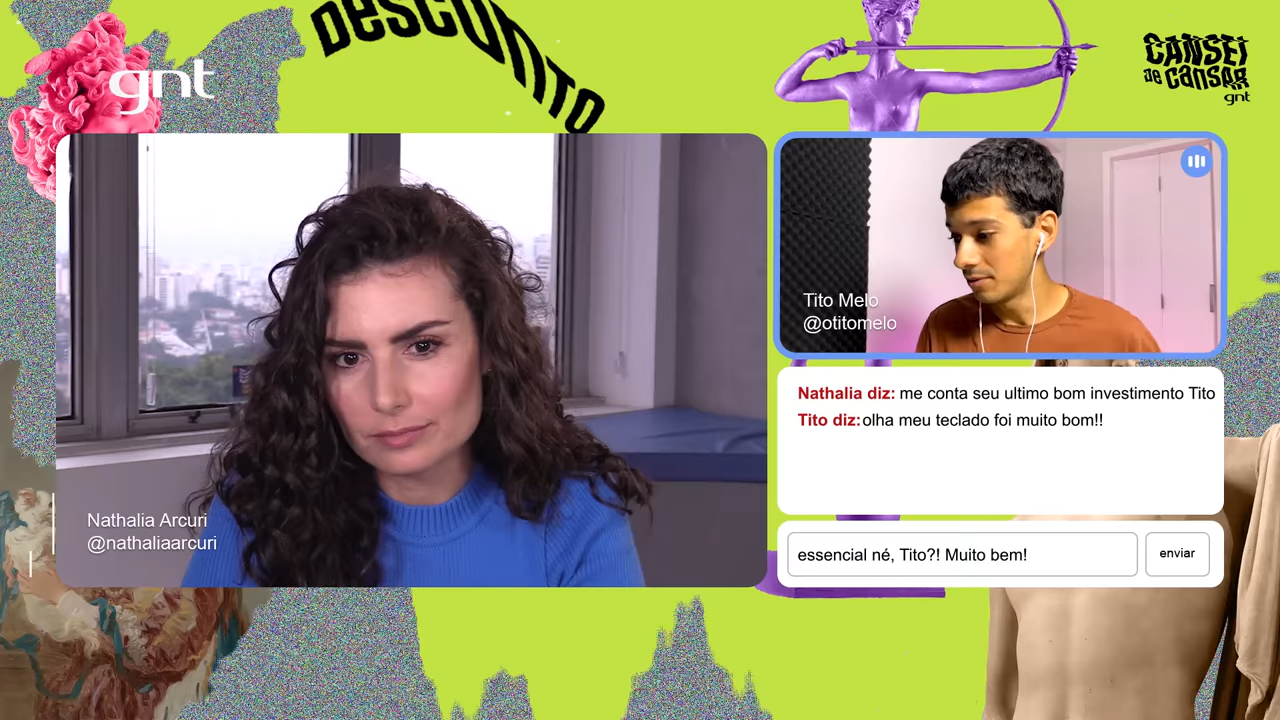 DESCONTO
gnt
CANSEI
de CANSAR
gnt
Tito Melo
@otitomelo
Nathalia diz: me conta seu ultimo bom investimento Tito
Tito diz:olha meu teclado foi muito bom!!
Nathalia Arcuri
@nathaliaarcuri
essencial né, Tito?! Muito bem!
enviar